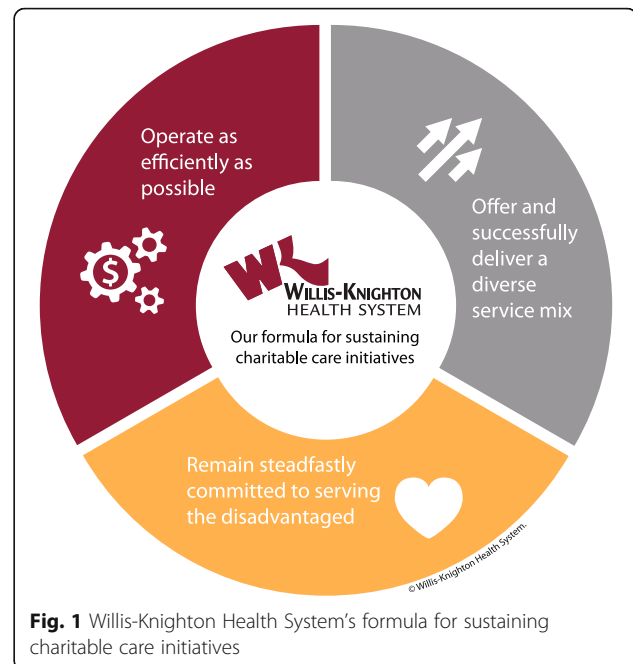 Operate as
efficiently as
possible
$
Offer and
successfully
deliver a
diverse
service mix
WK
WILLIS-KNIGHTON
HEALTH SYSTEM
Our formula for sustaining
charitable care initiatives
Remain steadfastly
committed to serving
the disadvantaged
© Willis-Knighton Health System.
Fig. 1 Willis-Knighton Health System's formula for sustaining
charitable care initiatives